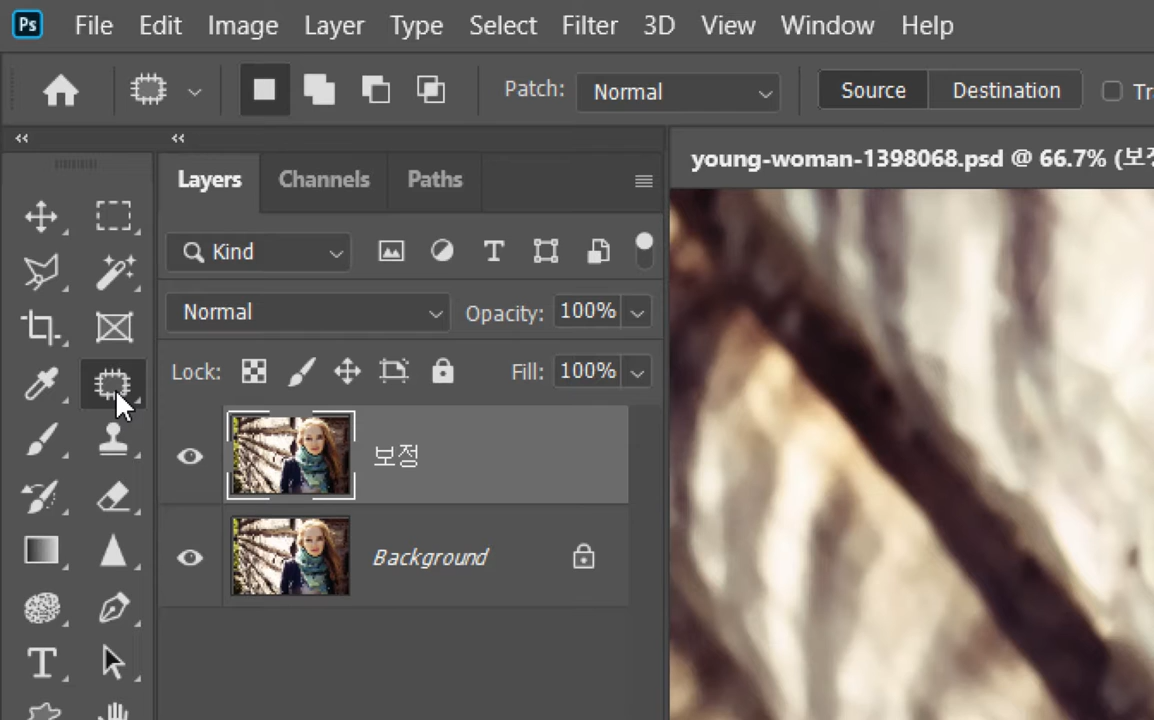 Ps File Edit Image Layer Type Select Filter 3D View Window Help
Patch: Normal Source Destination Tr
Layers Channels Paths
young-woman-1398068.psd @ 66.7% (보정
Kind
Normal Opacity: 100%
Lock: Fill: 100%
보정
Background